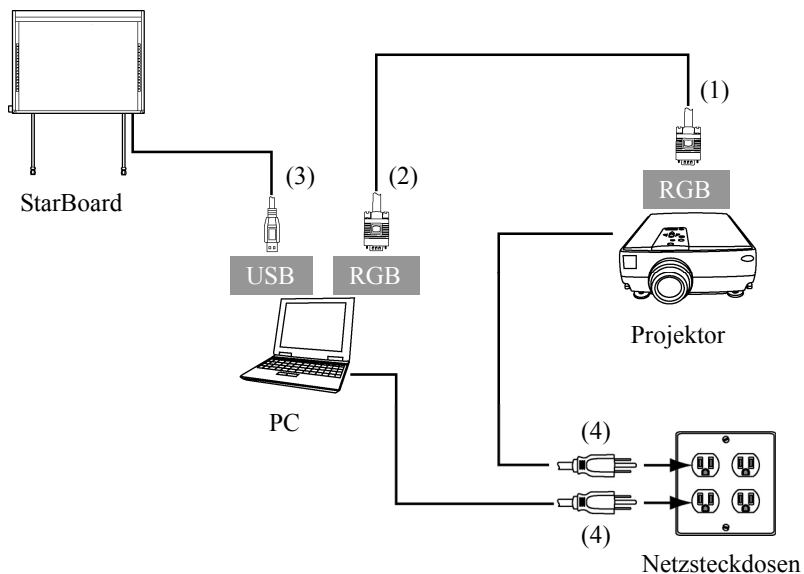 (1)
(3)
(2)
RGB
StarBoard
USB
RGB
Projektor
PC
(4)
(4)
Netzsteckdosen